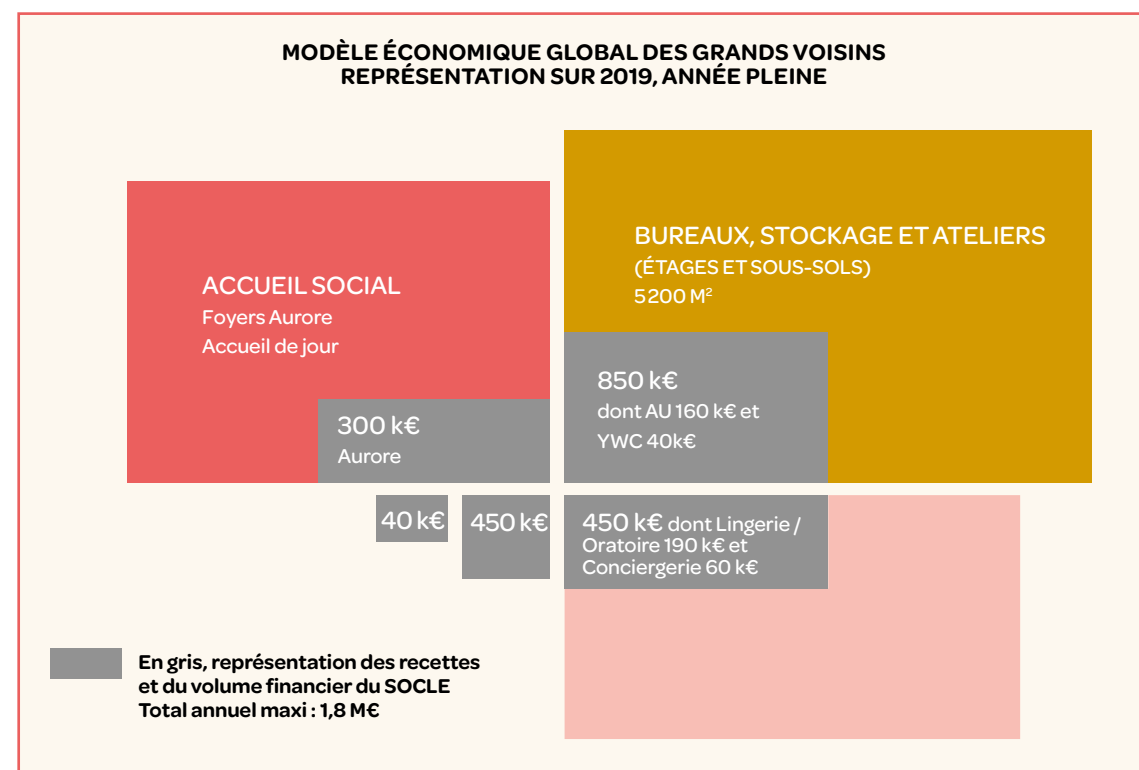 MODÈLE ÉCONOMIQUE GLOBAL DES GRANDS VOISINS
REPRÉSENTATION SUR 2019, ANNÉE PLEINE
ACCUEIL SOCIAL
Foyers Aurore
Accueil de jour
300 k€
Aurore
BUREAUX, STOCKAGE ET ATELIERS
(ÉTAGES ET SOUS-SOLS)
5200 M²
850 k€
dont AU 160 k€ et
YWC 40k€
40 k€
450 k€
450 k€ dont Lingerie /
Oratoire 190 k€ et
Conciergerie 60 k€
En gris, représentation des recettes
et du volume financier du SOCLE
Total annuel maxi : 1,8 M€